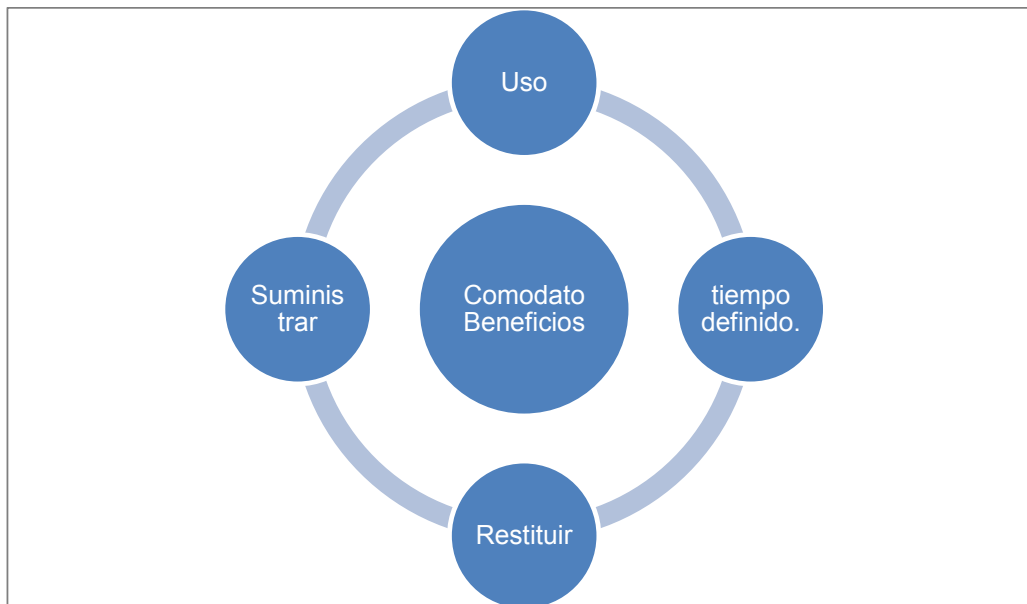 Uso
Suminis
trar
Comodato
Beneficios
tiempo
definido.
Restituir